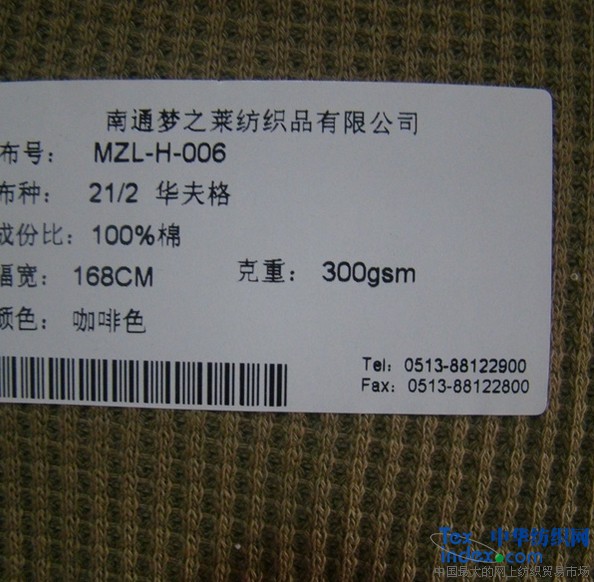 南通梦之莱纺织品有限公司
布号： MZL-H-006
布种： 21/2 华夫格
成份比：100%棉
幅宽： 168CM 克重： 300gsm
颜色： 咖啡色
Tel: 0513-88122900
Fax: 0513-88122800
Tex 中华纺织网
Index.com
中国最大的网上纺织贸易市场